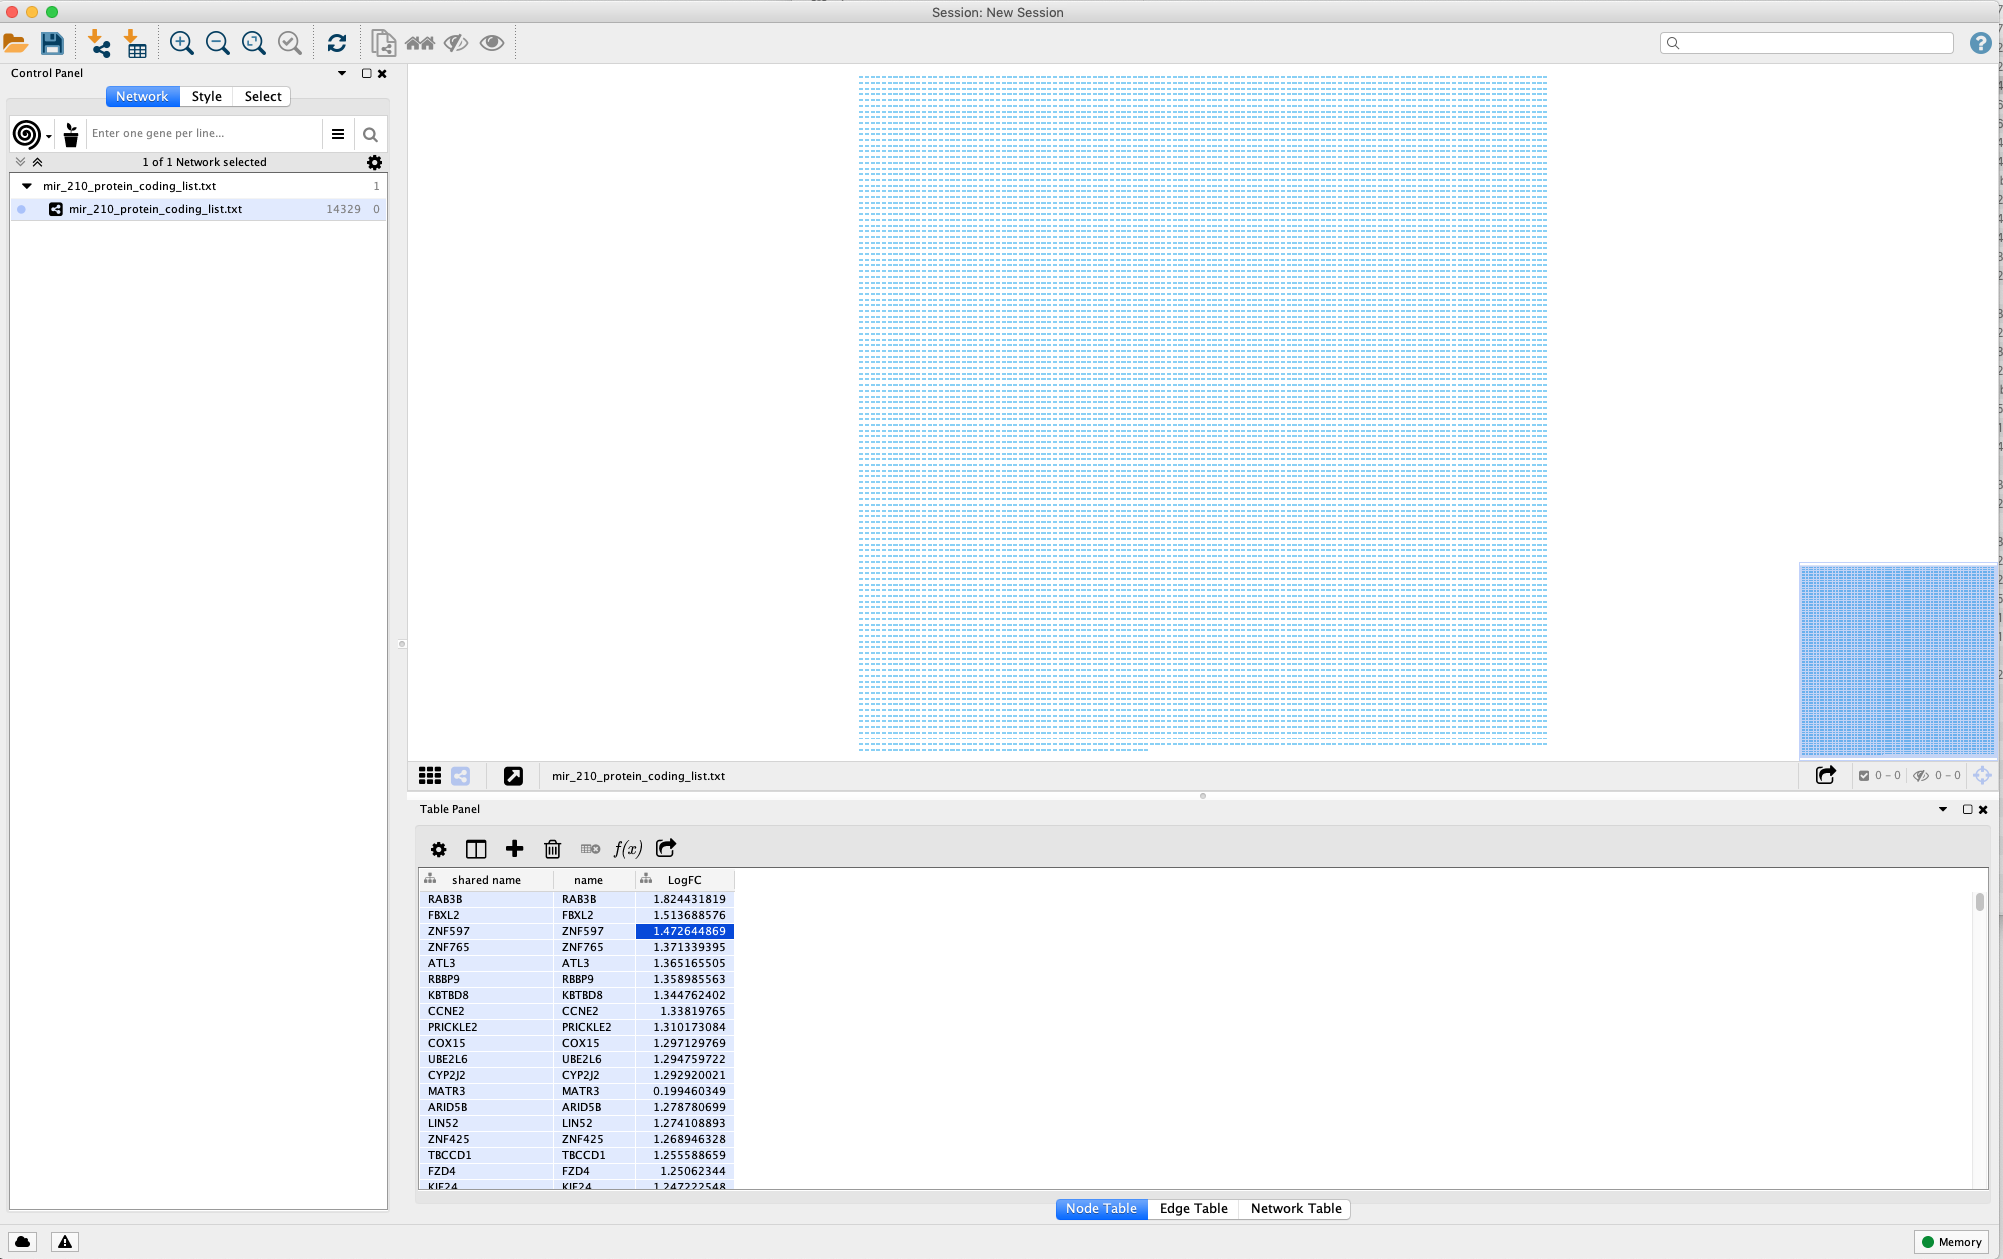 Session: New Session
Control Panel
Network Style Select
Enter one gene per line...
1 of 1 Network selected
mir_210_protein_coding_list.txt 1
mir_210_protein_coding_list.txt 14329 0
mir_210_protein_coding_list.txt
0 - 0 0 - 0
Table Panel
f(x)
shared name name LogFC
RAB3B RAB3B 1.824431819
FBXL2 FBXL2 1.513688576
ZNF597 ZNF597 1.472644869
ZNF765 ZNF765 1.371339395
ATL3 ATL3 1.365165505
RBBP9 RBBP9 1.358985563
KBTBD8 KBTBD8 1.344762402
CCNE2 CCNE2 1.33819765
PRICKLE2 PRICKLE2 1.310173084
COX15 COX15 1.297129769
UBE2L6 UBE2L6 1.294759722
CYP2J2 CYP2J2 1.292920021
MATR3 MATR3 0.199460349
ARID5B ARID5B 1.278780699
LIN52 LIN52 1.274108893
ZNF425 ZNF425 1.268946328
TBCCD1 TBCCD1 1.255588659
FZD4 FZD4 1.25062344
KIF24 KIF24 1.247222548
Node Table Edge Table Network Table
Memory